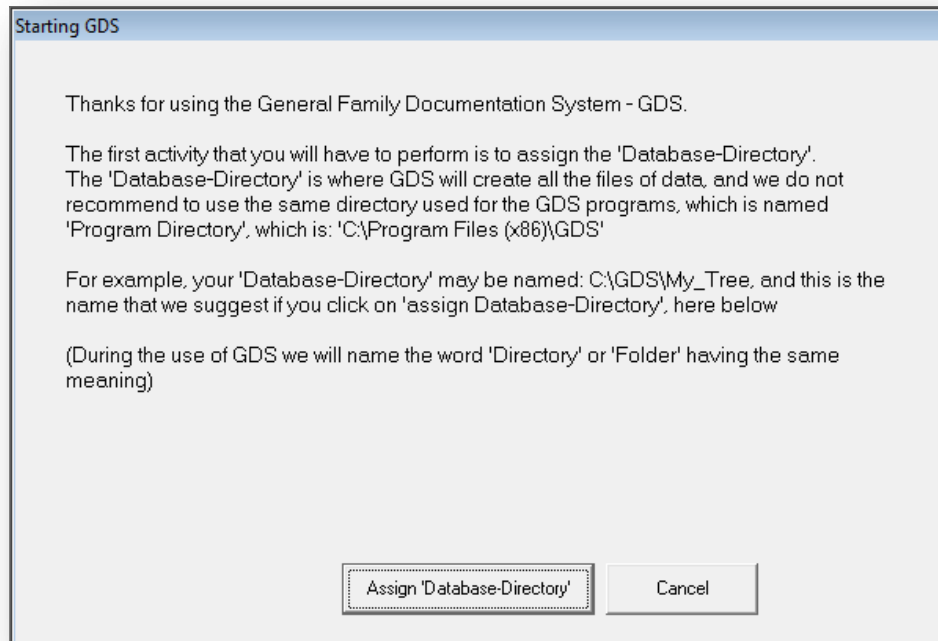 Starting GDS
Thanks for using the General Family Documentation System - GDS.
The first activity that you will have to perform is to assign the 'Database-Directory'.
The 'Database-Directory' is where GDS will create all the files of data, and we do not
recommend to use the same directory used for the GDS programs, which is named
'Program Directory', which is: 'C:\Program Files (x86)\GDS'
For example, your 'Database-Directory' may be named: C:\GDS\My_Tree, and this is the
name that we suggest if you click on 'assign Database-Directory', here below
(During the use of GDS we will name the word 'Directory' or 'Folder' having the same
meaning)
Assign 'Database-Directory' Cancel